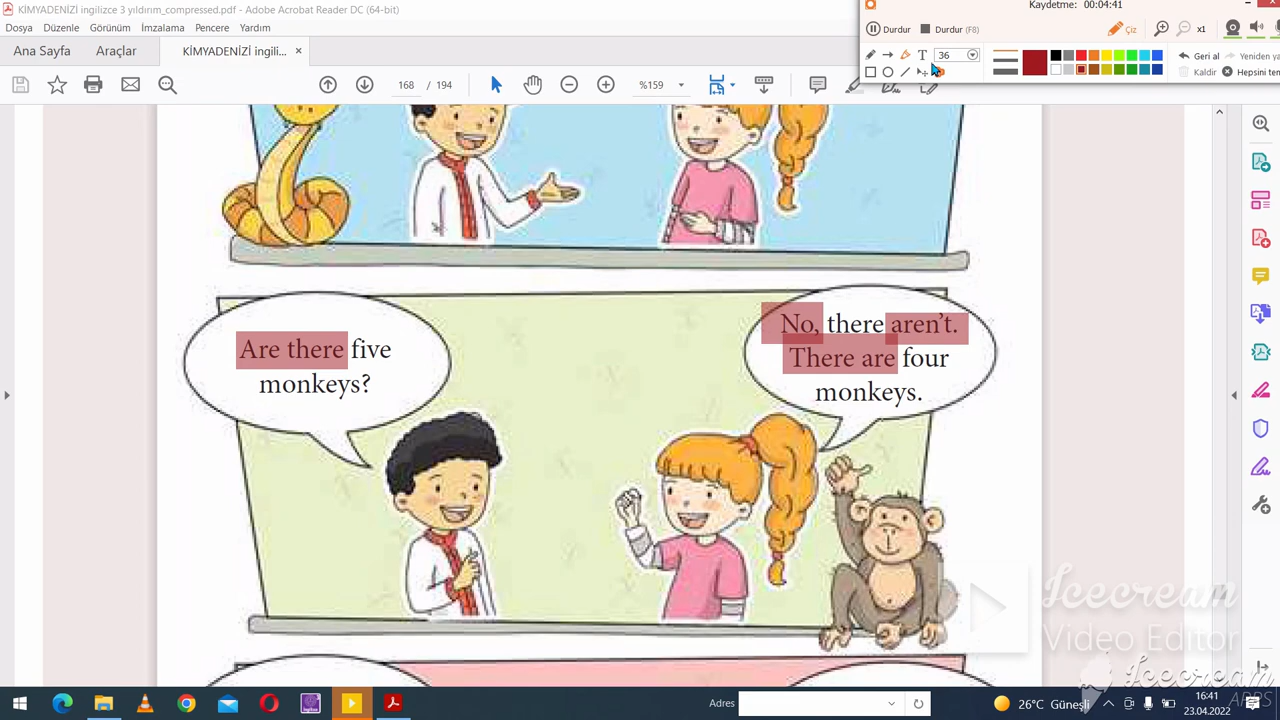 KİMYADENİZİ ingilizce 3 yıldırım_compressed.pdf - Adobe Acrobat Reader DC (64-bit)
Kaydetme: 00:04:41
Dosya Düzenle Görünüm İmzalama Pencere Yardım
Durdur Durdur (F8) Çiz x1
Ana Sayfa Araçlar KİMYADENİZİ ingili... ×
T 36 Geri al Yeniden ya
Kaldır Hepsini tem
168 / 194 %159
Are there five
monkeys?
No, there aren't.
There are four
monkeys.
Icecream
Video Editor
Icecream
APPS
Adres
26°C Güneşli
16:41
23.04.2022